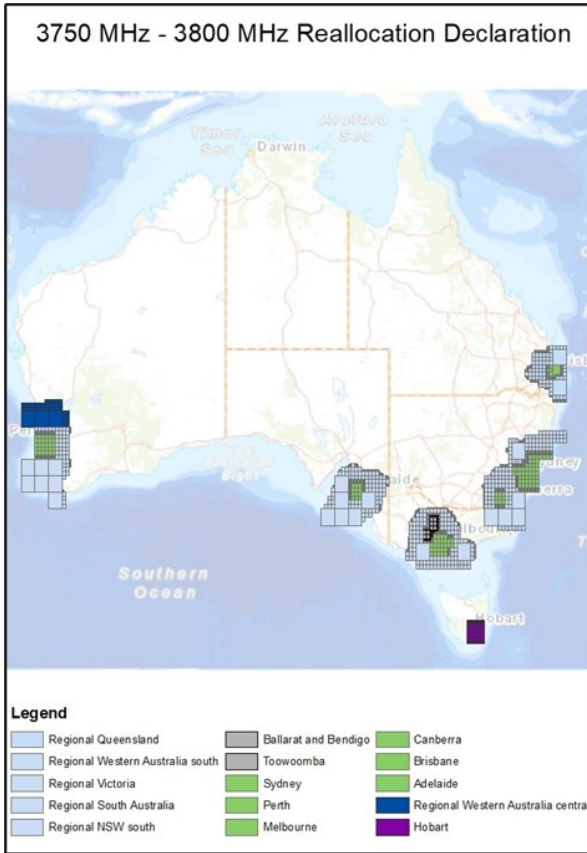 3750 MHz - 3800 MHz Reallocation Declaration
Timor
Sea
Arafura
Sea
Darwin
Southern
Ocean
Bight
Hobart
Legend
Regional Queensland
Regional Western Australia south
Regional Victoria
Regional South Australia
Regional NSW south
Ballarat and Bendigo
Toowoomba
Sydney
Perth
Melbourne
Canberra
Brisbane
Adelaide
Regional Western Australia central
Hobart